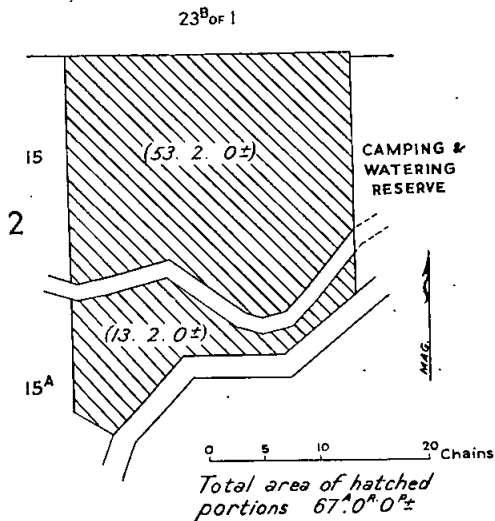 23ᴮ OF 1
15
(53. 2. 0±)
CAMPING &
WATERING
RESERVE
2
(13. 2. 0±)
15ᴬ
MAG.
0 5 10 20 Chains
Total area of hatched
portions 67ᴬ.0ᴿ.0ᴾ±